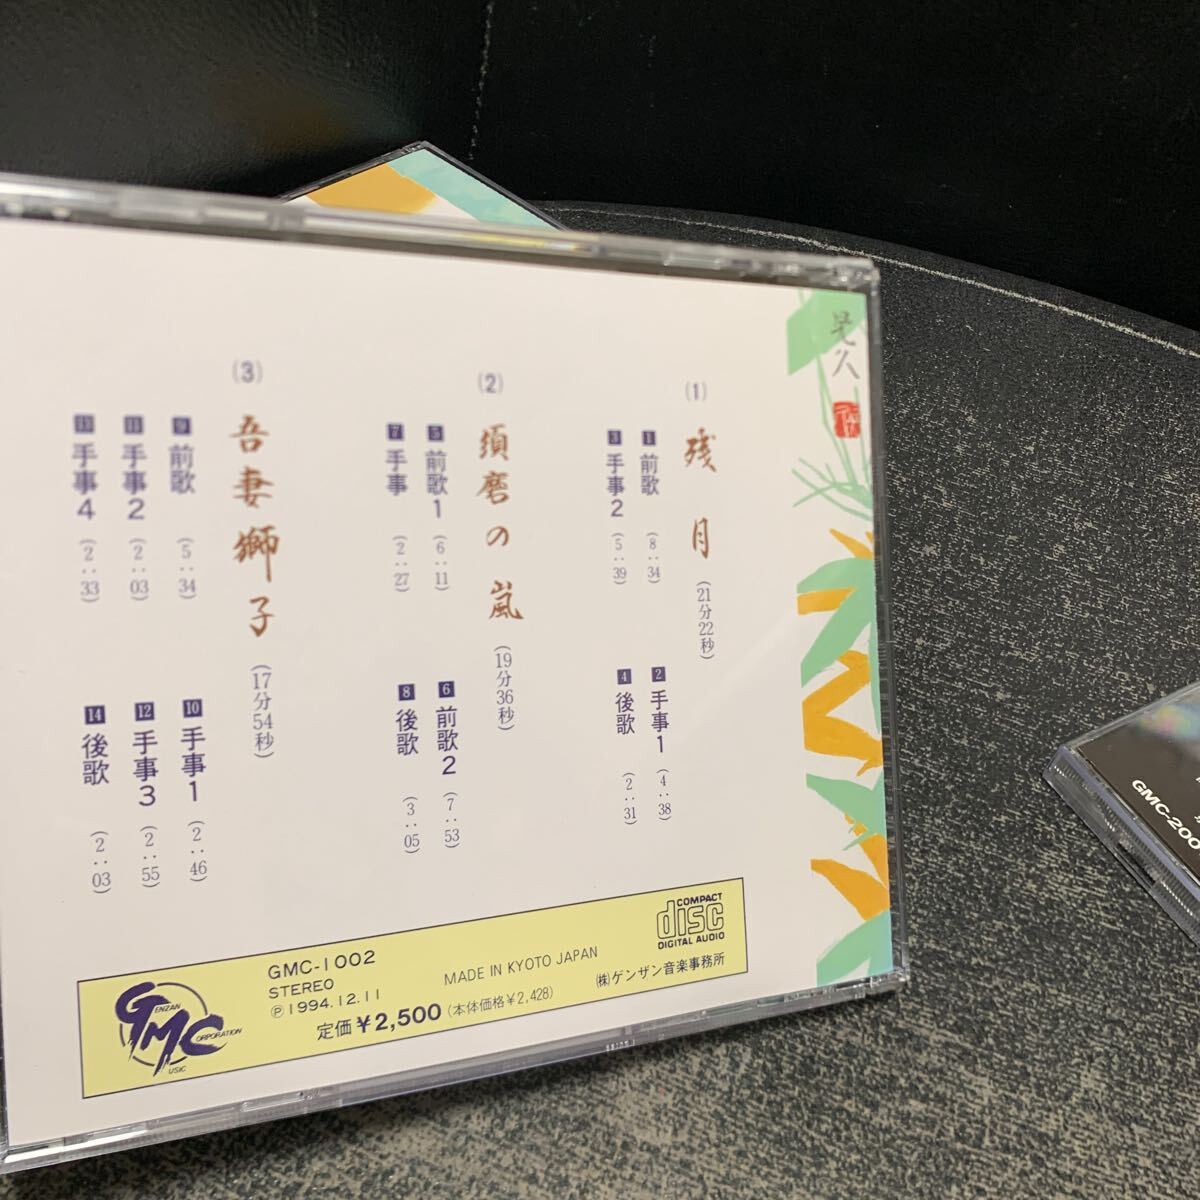 晃久
(1) 残月 (21分22秒)
1 前歌 (8:34)
2 手事1 (4:38)
3 手事2 (5:39)
4 後歌 (2:31)
(2) 須磨の嵐 (19分36秒)
5 前歌1 (6:11)
6 前歌2 (7:53)
7 手事 (2:27)
8 後歌 (3:05)
(3) 吾妻獅子 (17分54秒)
9 前歌 (5:34)
10 手事1 (2:46)
11 手事2 (2:03)
12 手事3 (2:55)
13 手事4 (2:33)
14 後歌 (2:03)
GMC
GENZAN
MUSIC
CORPORATION
GMC-1002
STEREO
Ⓟ1994.12.11
定価¥2,500(本体価格¥2,428)
MADE IN KYOTO JAPAN
COMPACT
disc
DIGITAL AUDIO
㈱ゲンザン音楽事務所
GMC-200